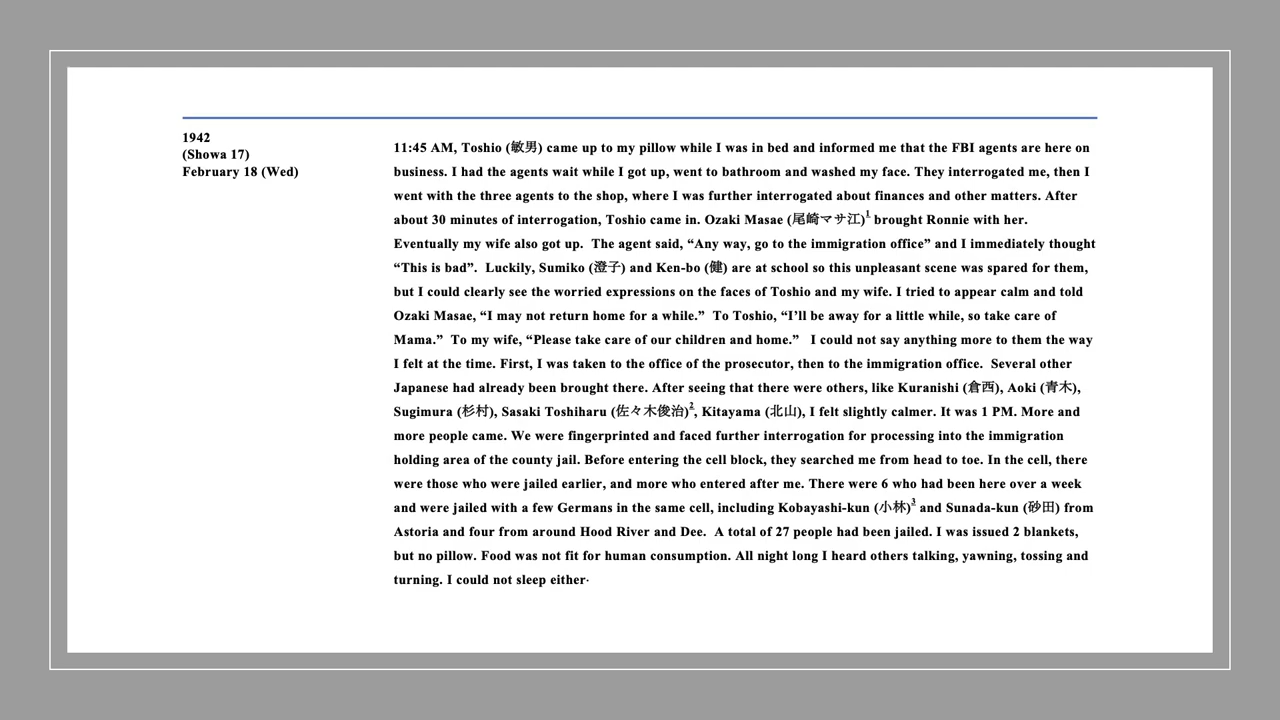 1942
(Showa 17)
February 18 (Wed)
11:45 AM, Toshio (敏男) came up to my pillow while I was in bed and informed me that the FBI agents are here on
business. I had the agents wait while I got up, went to bathroom and washed my face. They interrogated me, then I
went with the three agents to the shop, where I was further interrogated about finances and other matters. After
about 30 minutes of interrogation, Toshio came in. Ozaki Masae (尾崎マサ江)1 brought Ronnie with her.
Eventually my wife also got up.  The agent said, “Any way, go to the immigration office” and I immediately thought
“This is bad”.  Luckily, Sumiko (澄子) and Ken-bo (健) are at school so this unpleasant scene was spared for them,
but I could clearly see the worried expressions on the faces of Toshio and my wife. I tried to appear calm and told
Ozaki Masae, “I may not return home for a while.”  To Toshio, “I’ll be away for a little while, so take care of
Mama.”  To my wife, “Please take care of our children and home.”   I could not say anything more to them the way
I felt at the time. First, I was taken to the office of the prosecutor, then to the immigration office.  Several other
Japanese had already been brought there. After seeing that there were others, like Kuranishi (倉西), Aoki (青木),
Sugimura (杉村), Sasaki Toshiharu (佐々木俊治)2, Kitayama (北山), I felt slightly calmer. It was 1 PM. More and
more people came. We were fingerprinted and faced further interrogation for processing into the immigration
holding area of the county jail. Before entering the cell block, they searched me from head to toe. In the cell, there
were those who were jailed earlier, and more who entered after me. There were 6 who had been here over a week
and were jailed with a few Germans in the same cell, including Kobayashi-kun (小林)3 and Sunada-kun (砂田) from
Astoria and four from around Hood River and Dee.  A total of 27 people had been jailed. I was issued 2 blankets,
but no pillow. Food was not fit for human consumption. All night long I heard others talking, yawning, tossing and
turning. I could not sleep either·